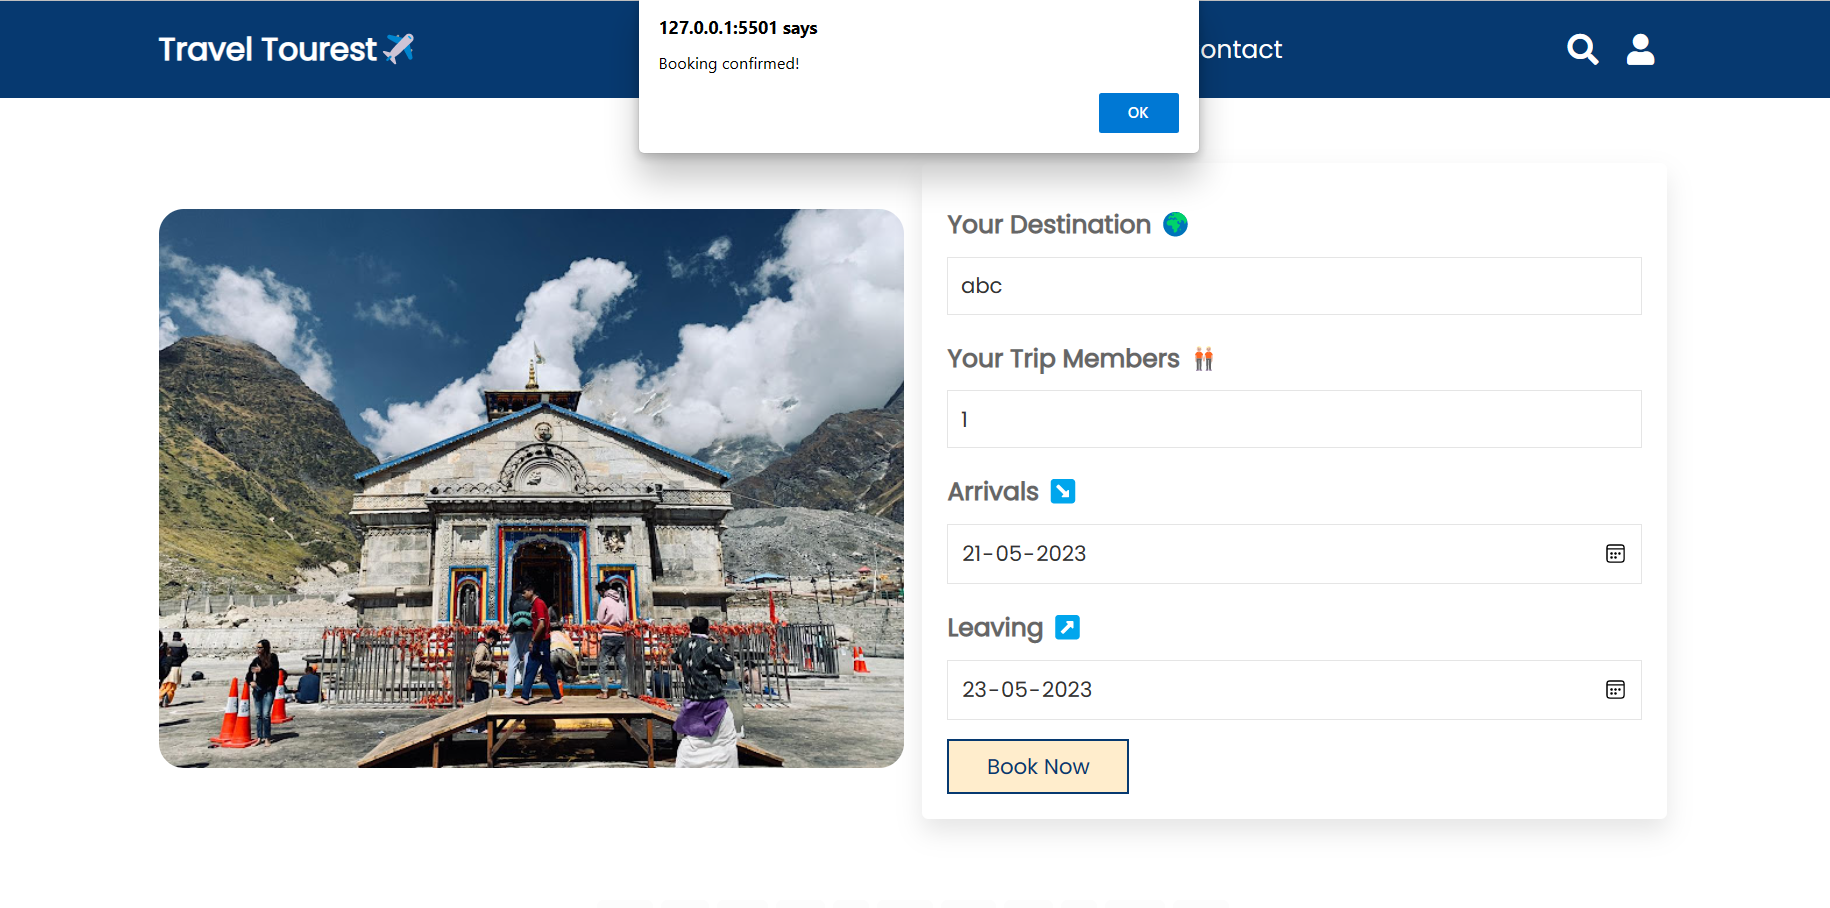 127.0.0.1:5501 says
Booking confirmed!
OK
Travel Tourest
ontact
Your Destination
abc
Your Trip Members
1
Arrivals
21-05-2023
Leaving
23-05-2023
Book Now